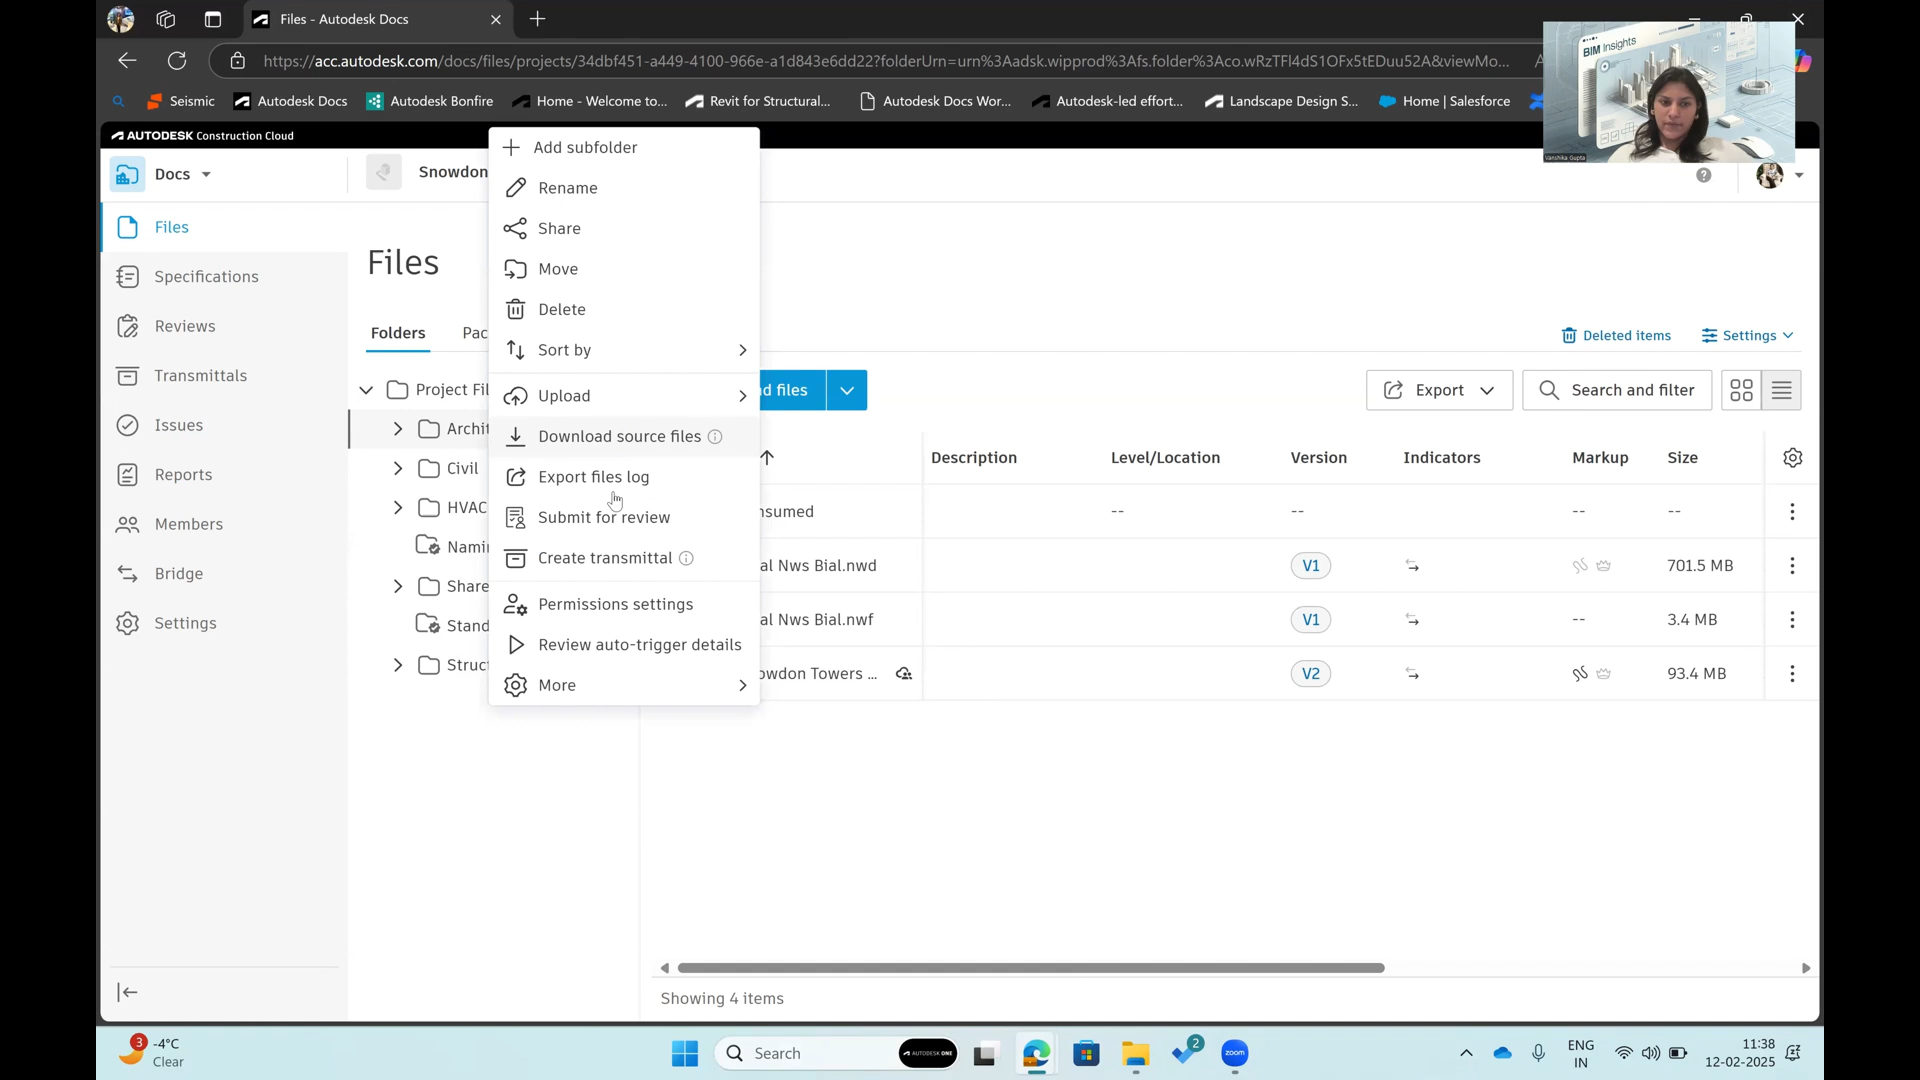 Files - Autodesk Docs
https://acc.autodesk.com/docs/files/projects/34dbf451-a449-4100-966e-a1d843e6dd22?folderUrn=urn%3Aadsk.wipprod%3Afs.folder%3Aco.wRzTFl4dS1OFx5tEDuu52A&viewMo...
Seismic
Autodesk Docs
Autodesk Bonfire
Home - Welcome to...
Revit for Structural...
Autodesk Docs Wor...
Autodesk-led effort...
Landscape Design S...
Home | Salesforce
BIM Insights
Vanshika Gupta
AUTODESK Construction Cloud
Docs
Snowdon
Files
Specifications
Reviews
Transmittals
Issues
Reports
Members
Bridge
Settings
Files
Folders
Pac
Deleted items
Settings
Project Fil
Archit
Civil
HVAC
Namin
Share
Stand
Struct
Add subfolder
Rename
Share
Move
Delete
Sort by
Upload
Download source files
Export files log
Submit for review
Create transmittal
Permissions settings
Review auto-trigger details
More
d files
Export
Search and filter
Description
Level/Location
Version
Indicators
Markup
Size
nsumed
--
--
--
--
al Nws Bial.nwd
V1
701.5 MB
al Nws Bial.nwf
V1
--
3.4 MB
owdon Towers ...
V2
93.4 MB
Showing 4 items
3
-4°C
Clear
Search
AUTODESK ONE
2
zoom
ENG
IN
11:38
12-02-2025